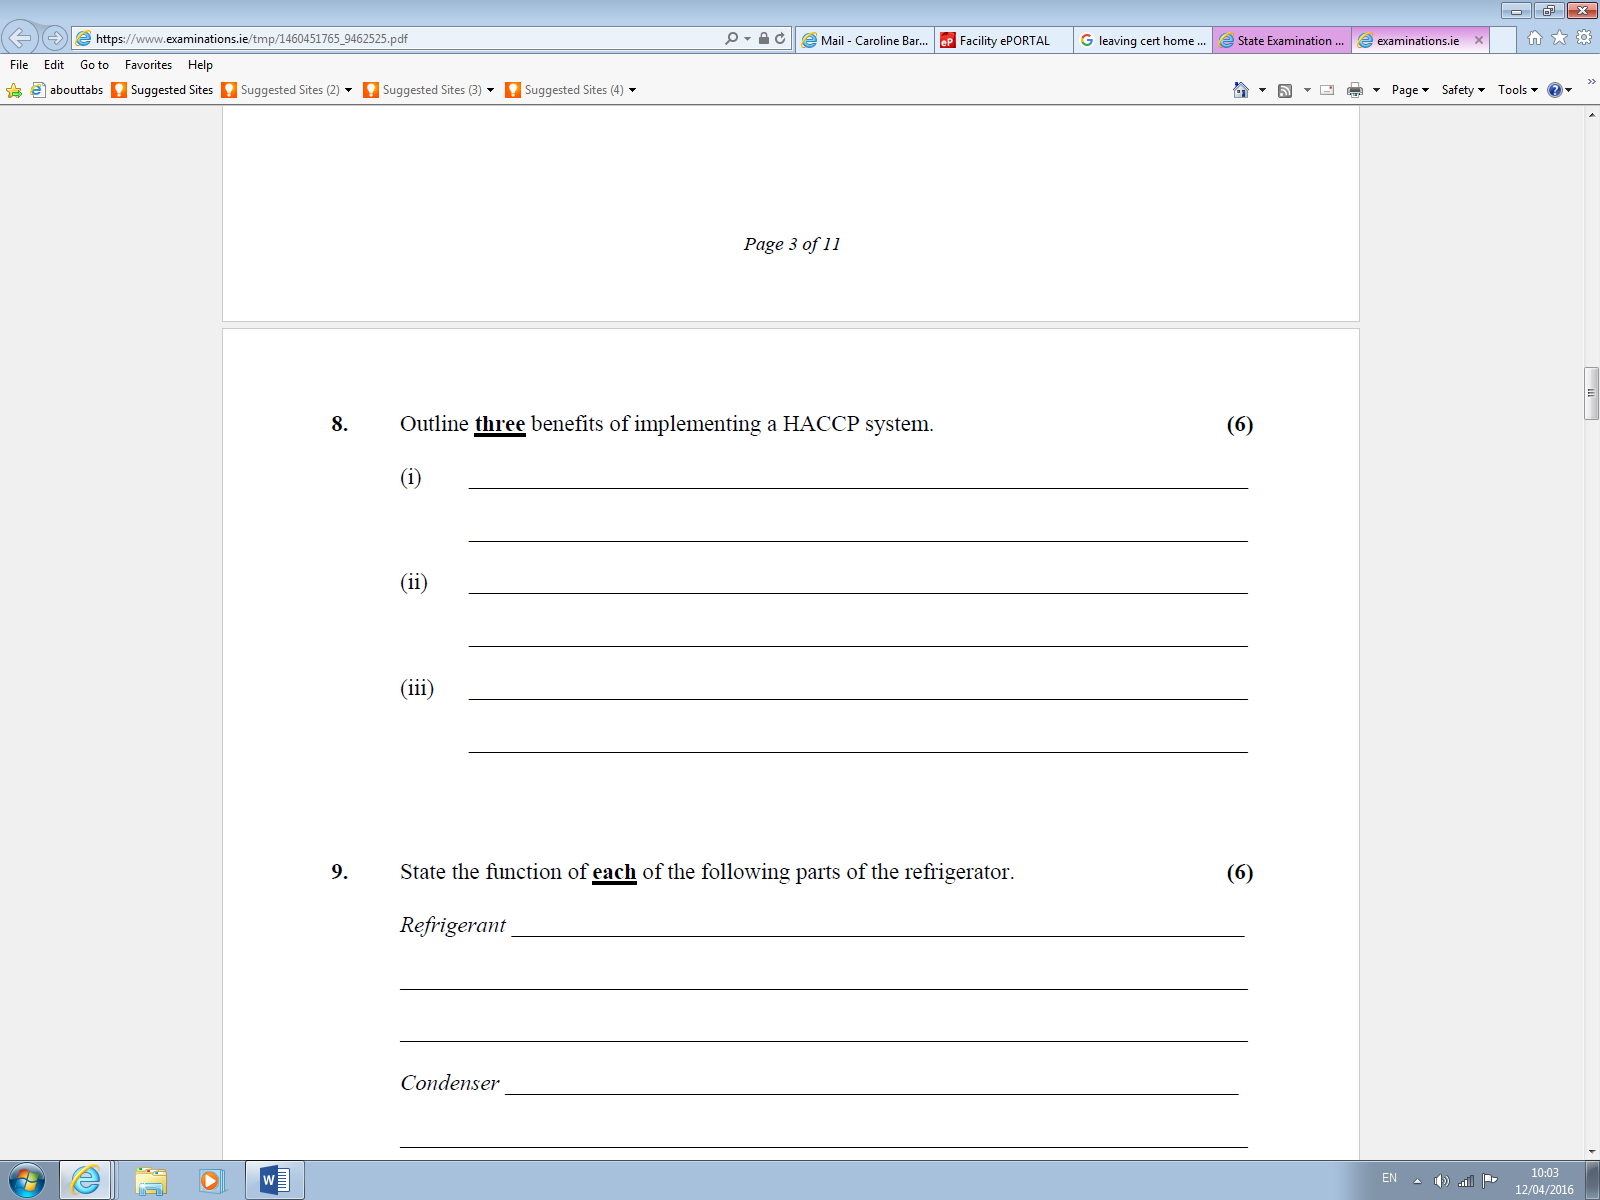 https://www.examinations.ie/tmp/1460451765_9462525.pdf
Mail - Caroline Bar...
Facility ePORTAL
leaving cert home ...
State Examination ...
examinations.ie
File Edit Go to Favorites Help
abouttabs Suggested Sites Suggested Sites (2) Suggested Sites (3) Suggested Sites (4)
Page Safety Tools
Page 3 of 11
8. Outline three benefits of implementing a HACCP system. (6)
(i)
(ii)
(iii)
9. State the function of each of the following parts of the refrigerator. (6)
Refrigerant
Condenser
EN
10:03
12/04/2016